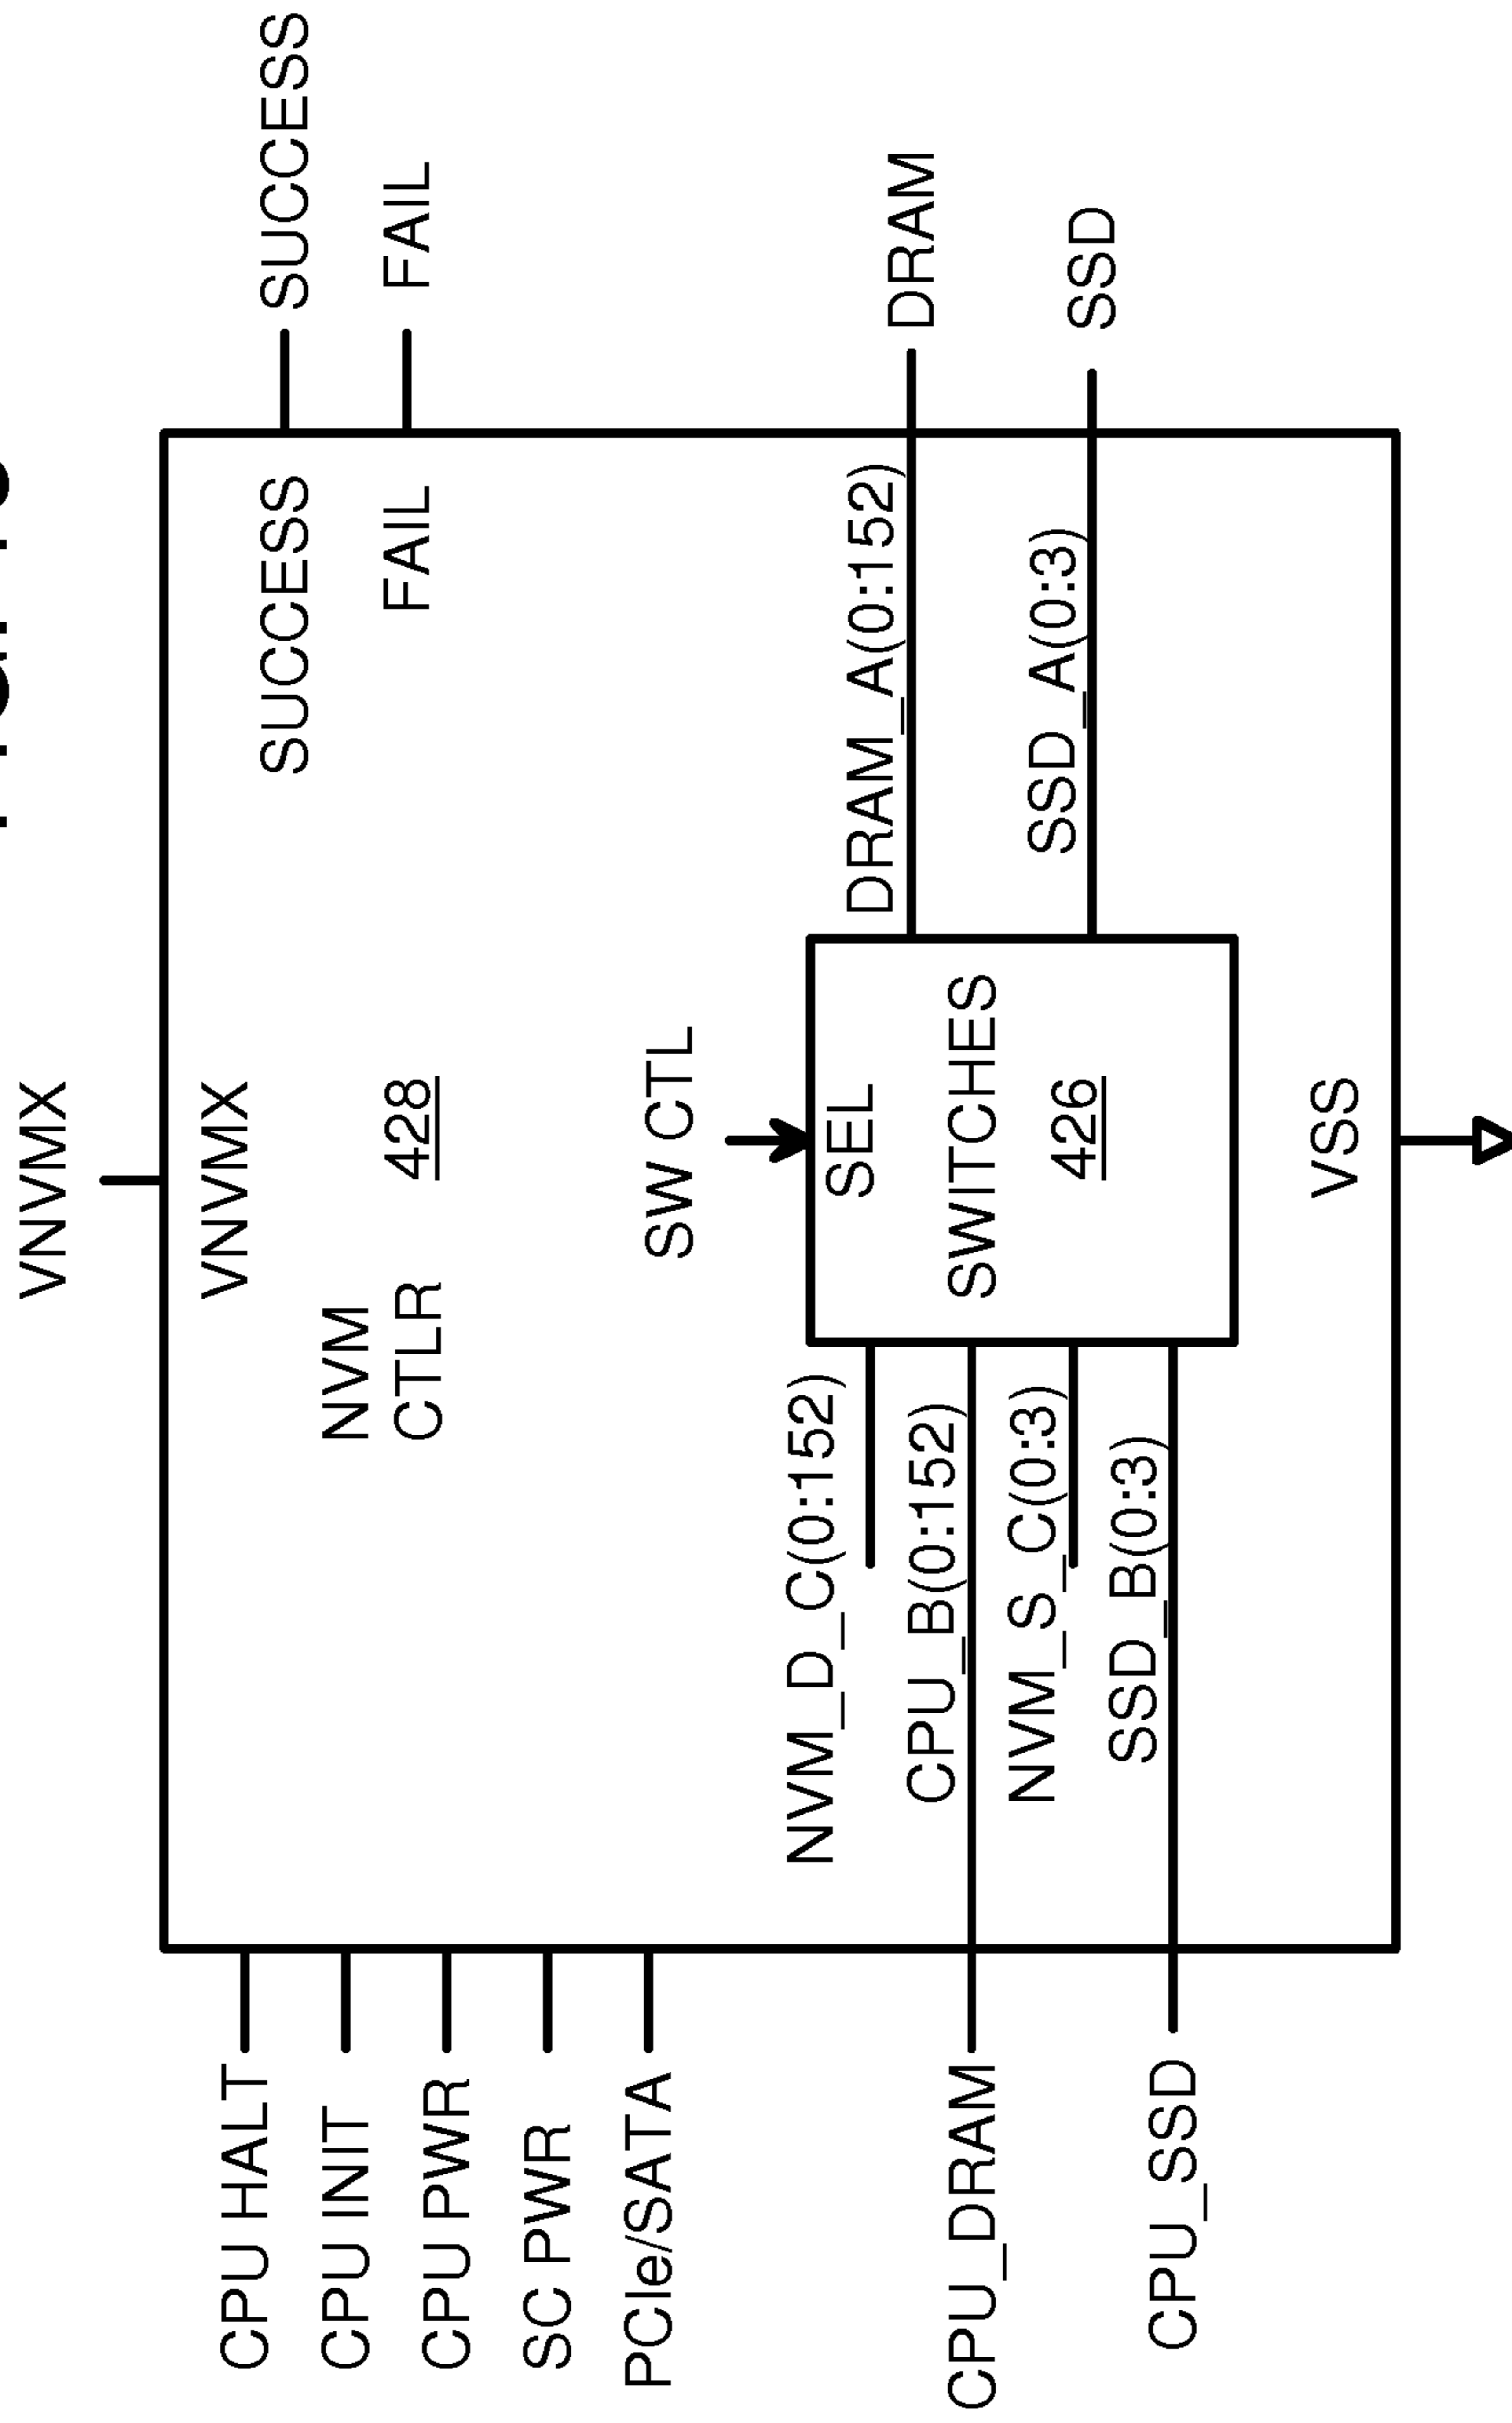 VNVMX
VNVMX
NVM
CTLR
428
CPU HALT
CPU INIT
CPU PWR
SC PWR
PCIe/SATA
CPU_DRAM
CPU_SSD
SUCCESS
SUCCESS
FAIL
FAIL
SW CTL
SEL
SWITCHES
426
NVM_D_C(0:152)
CPU_B(0:152)
NVM_S_C(0:3)
SSD_B(0:3)
DRAM_A(0:152)
DRAM
SSD_A(0:3)
SSD
VSS